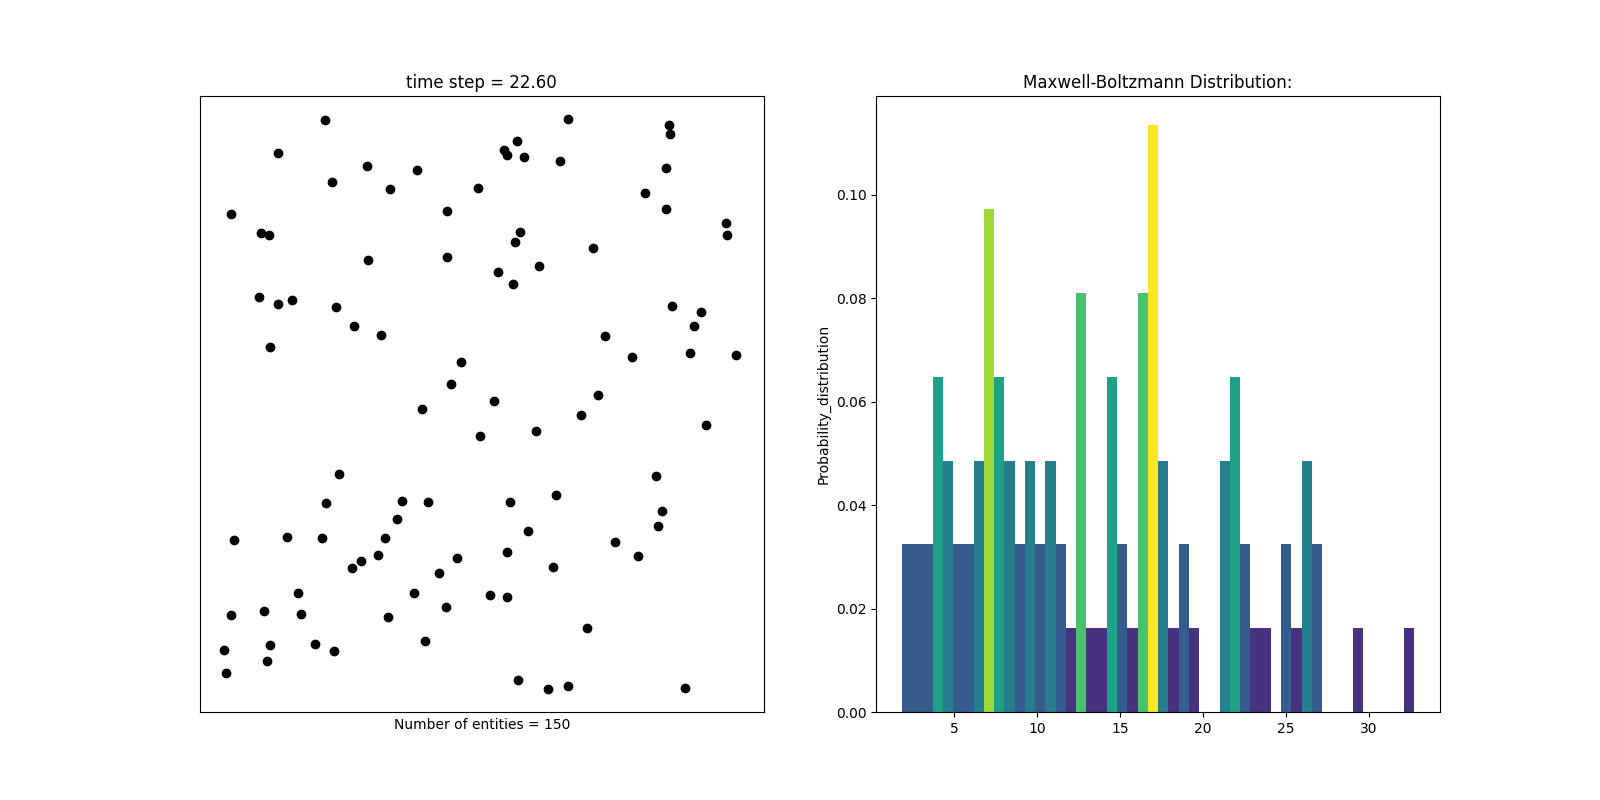 time step = 22.60
Number of entities = 150
Maxwell-Boltzmann Distribution:
Probability_distribution
0.10
0.08
0.06
0.04
0.02
0.00
5 10 15 20 25 30